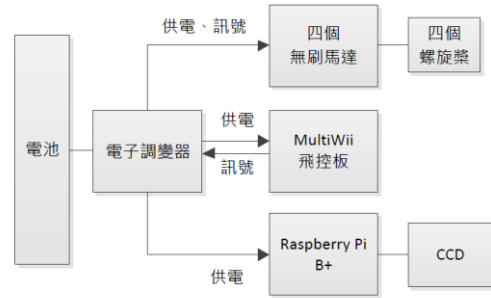 供電、訊號
四個
無刷馬達
四個
螺旋槳
電池
電子調變器
供電
訊號
MultiWii
飛控板
供電
Raspberry Pi
B+
CCD